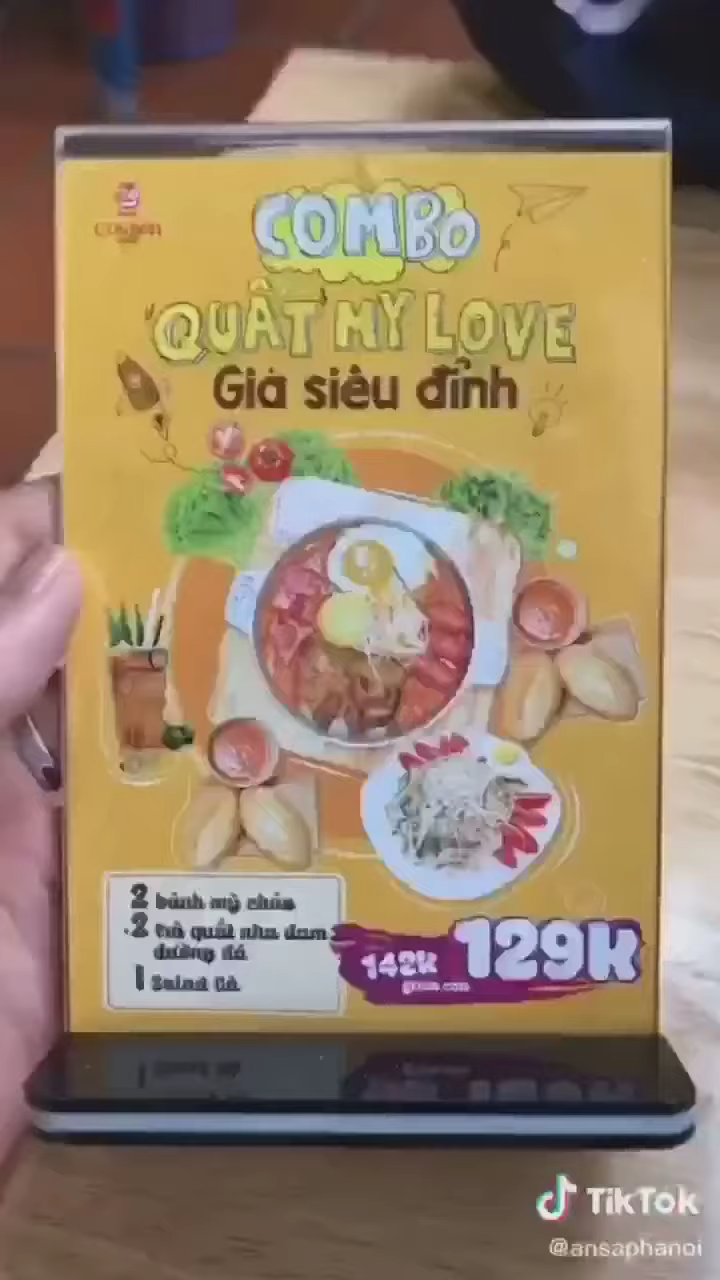 COMBO
QUẤT MY LOVE
Giá siêu đỉnh
2 bánh mỳ chảo
2 trà quất nha đam
đường đá
1 Salad
142k 129K
TikTok
@ansaphanoi